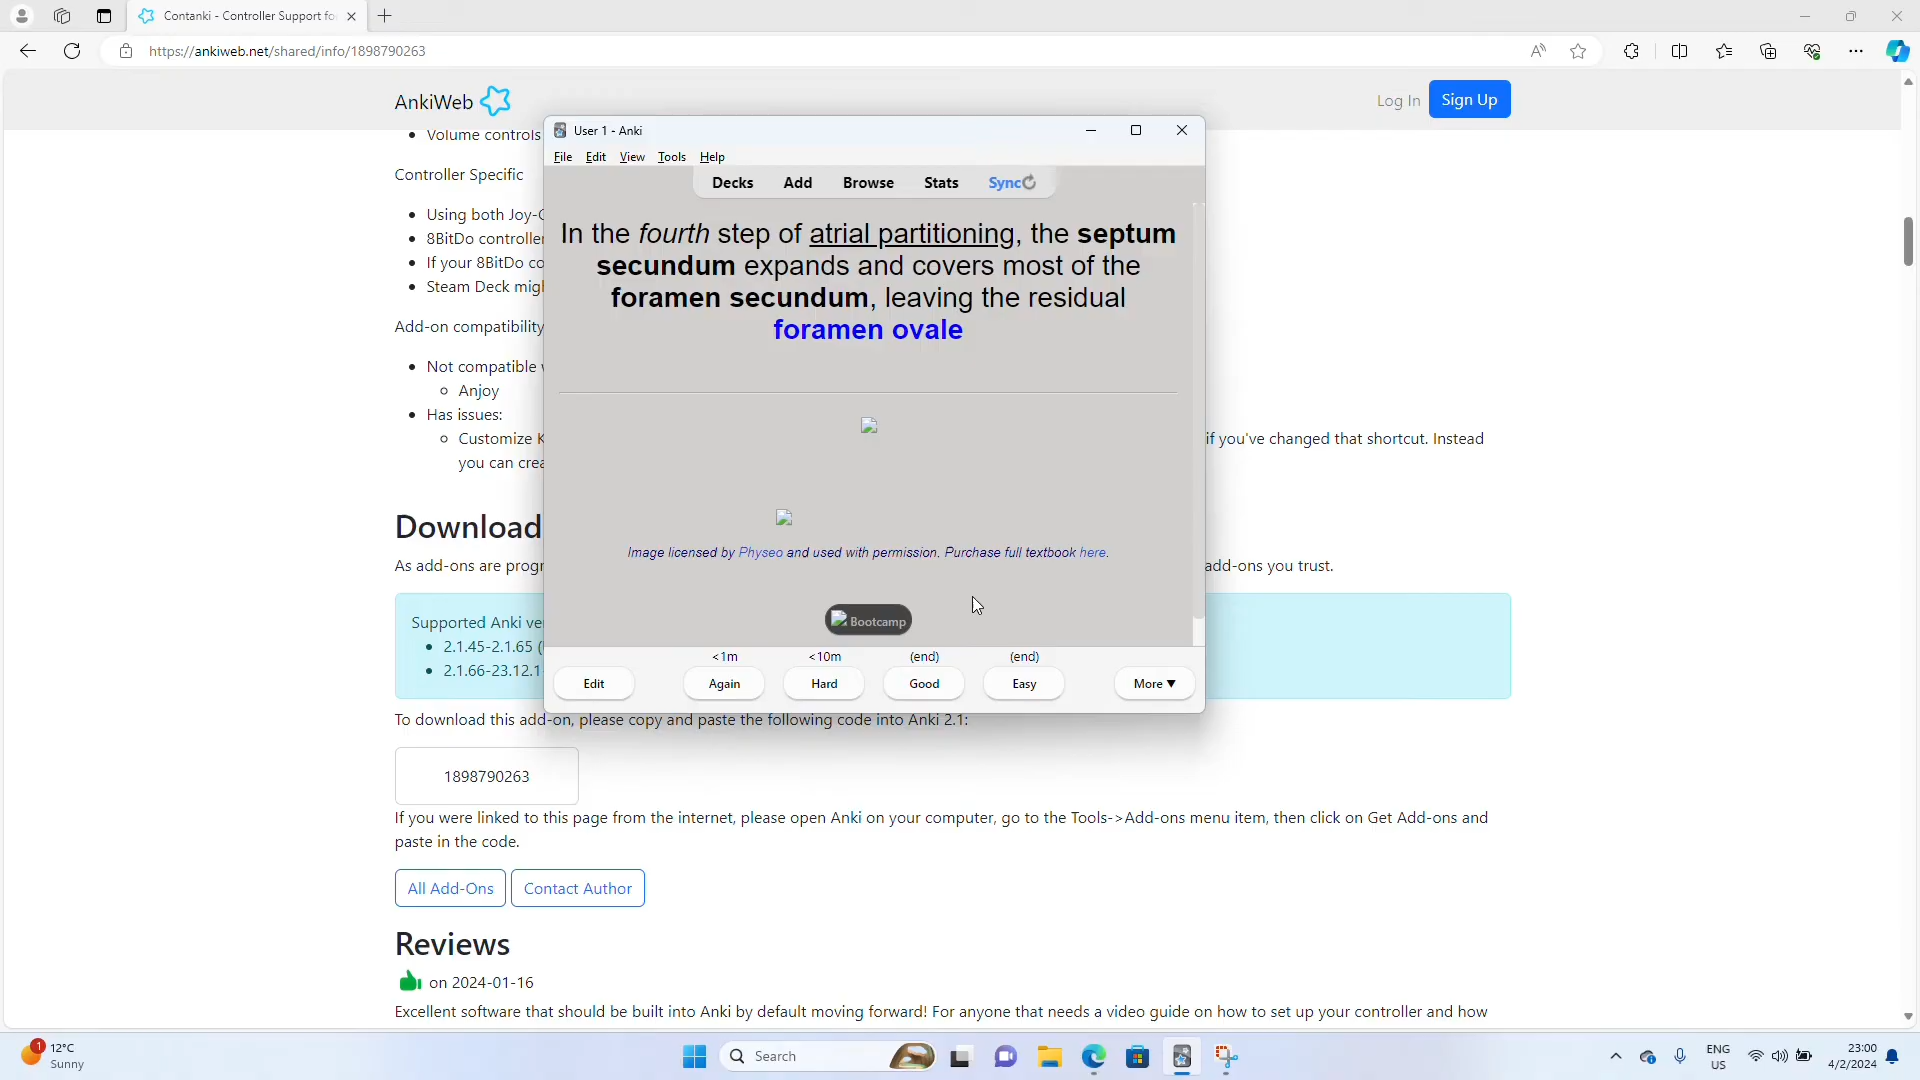 Contanki - Controller Support fo
https://ankiweb.net/shared/info/1898790263
AnkiWeb
Log In
Sign Up
• Volume controls
Controller Specific
• Using both Joy-C
• 8BitDo controller
• If your 8BitDo co
• Steam Deck migh
Add-on compatibility
• Not compatible w
Anjoy
• Has issues:
Customize K
if you've changed that shortcut. Instead
you can crea
Download
As add-ons are progr
add-ons you trust.
Supported Anki ver
• 2.1.45-2.1.65 (
• 2.1.66-23.12.1
To download this add-on, please copy and paste the following code into Anki 2.1:
1898790263
If you were linked to this page from the internet, please open Anki on your computer, go to the Tools->Add-ons menu item, then click on Get Add-ons and
paste in the code.
All Add-Ons
Contact Author
Reviews
on 2024-01-16
Excellent software that should be built into Anki by default moving forward! For anyone that needs a video guide on how to set up your controller and how
User 1 - Anki
File Edit View Tools Help
Decks Add Browse Stats Sync
In the fourth step of atrial partitioning, the septum
secundum expands and covers most of the
foramen secundum, leaving the residual
foramen ovale
Image licensed by Physeo and used with permission. Purchase full textbook here.
Bootcamp
<1m <10m (end) (end)
Edit Again Hard Good Easy More ▼
1
12°C
Sunny
Search
ENG
US
23:00
4/2/2024